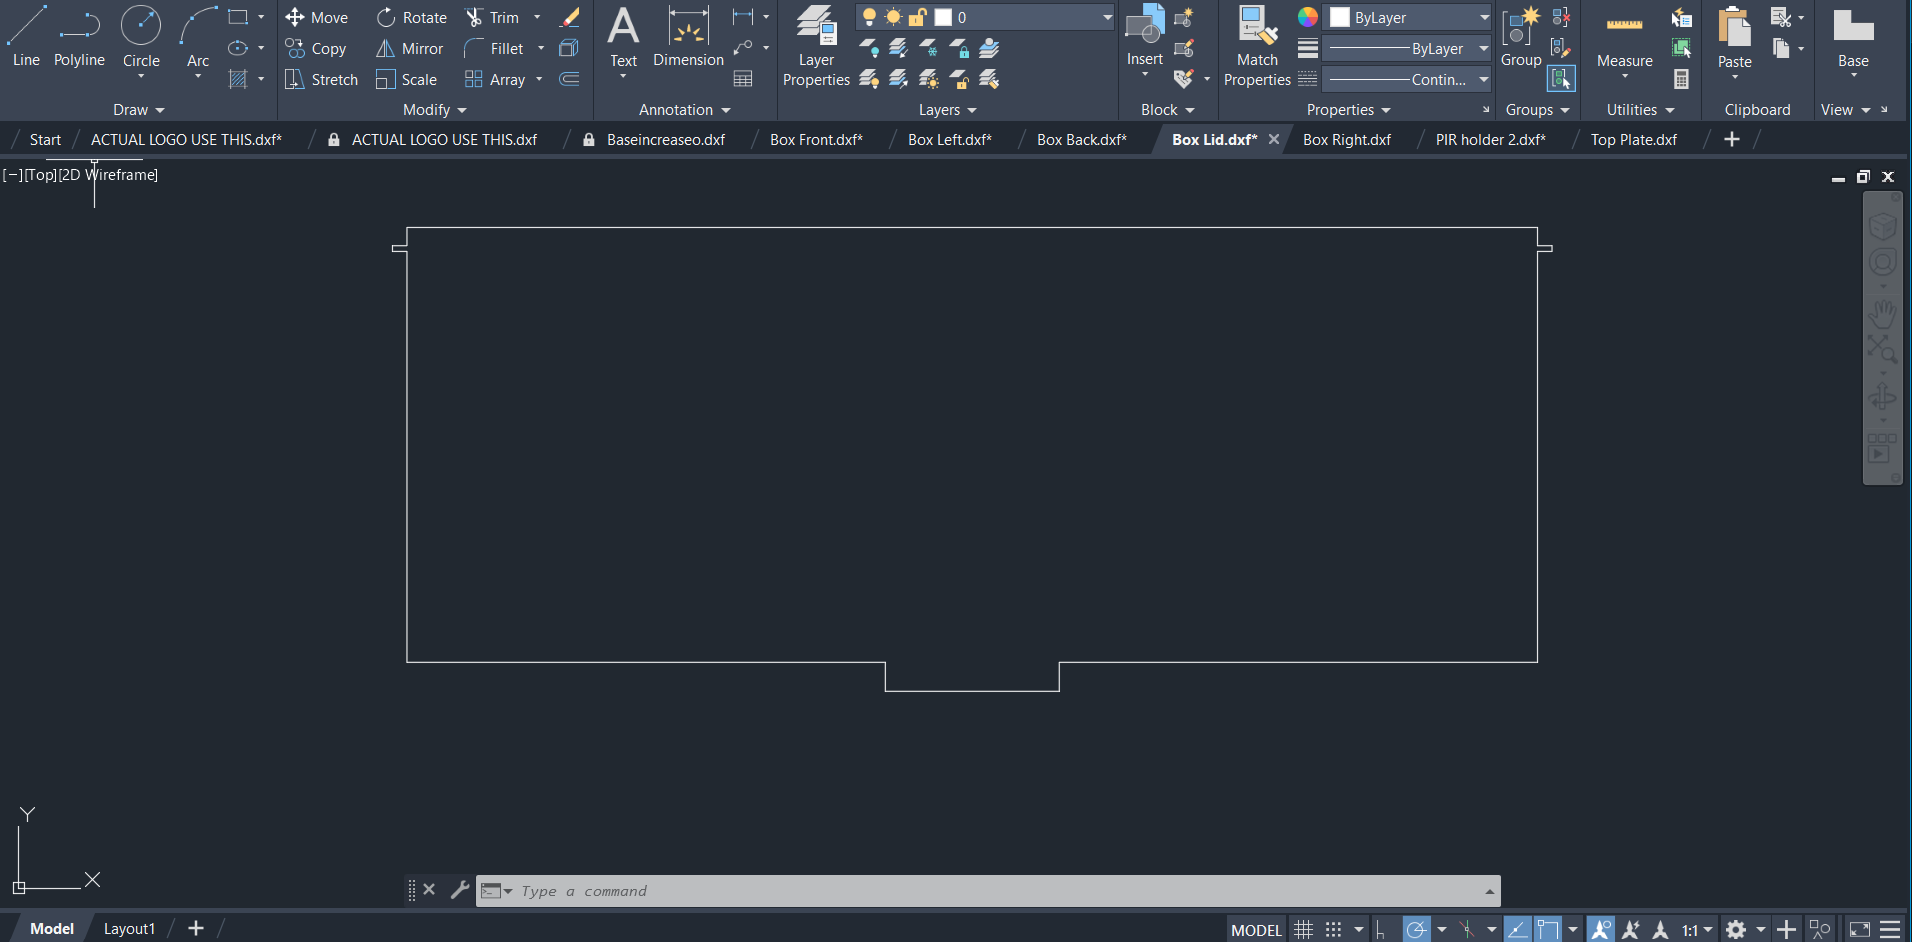 Move Rotate Trim 0 ByLayer
Line Polyline Circle Arc Copy Mirror Fillet Text Dimension Layer Insert Match ByLayer Group Measure Paste Base
Stretch Scale Array Properties Properties Contin...
Draw Modify Annotation Layers Block Properties Groups Utilities Clipboard View
Start ACTUAL LOGO USE THIS.dxf* ACTUAL LOGO USE THIS.dxf Baseincreaseo.dxf Box Front.dxf* Box Left.dxf* Box Back.dxf* Box Lid.dxf* Box Right.dxf PIR holder 2.dxf* Top Plate.dxf
[−][Top][2D Wireframe]
Y
X
Type a command
Model Layout1 MODEL 1:1